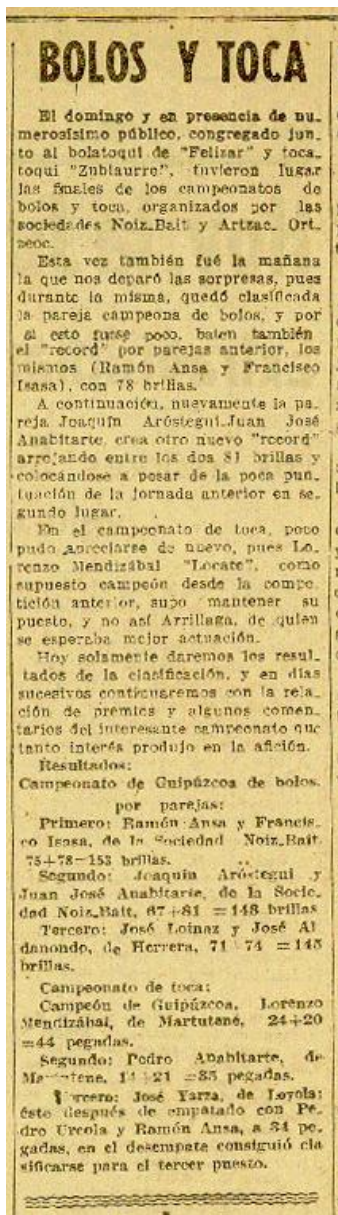 BOLOS Y TOCA
El domingo y en presencia de nu-
merosísimo público, congregado jun-
to al bolatoqui de "Felizar" y toca-
toqui "Zubiaurre", tuvieron lugar
las finales de los campeonatos de
bolos y toca, organizados por las
sociedades Noiz-Bait y Artzac Ort-
zeoc.
Esta vez también fué la mañana
la que nos deparó las sorpresas, pues
durante la misma, quedó clasificada
la pareja campeona de bolos, y por
si esto fuese poco, baten también
el "record" por parejas anterior, los
mismos (Ramón Ansa y Francisco
Isasa), con 78 brillas.
A continuación, nuevamente la pa-
reja Joaquín Aróstegui-Juan José
Anabitarte, crea otro nuevo "record"
arrojando entre los dos 81 brillas y
colocándose a pesar de la poca pun-
tuación de la jornada anterior en se-
gundo lugar.
En el campeonato de toca, poco
pudo apreciarse de nuevo, pues Lo-
renzo Mendizábal "Locate", como
supuesto campeón desde la compe-
tición anterior, supo mantener su
puesto, y no así Arrillaga, de quien
se esperaba mejor actuación.
Hoy solamente daremos los resul-
tados de la clasificación, y en días
sucesivos continuaremos con la rela-
ción de premios y algunos comen-
tarios del interesante campeonato que
tanto interés produjo en la afición.
Resultados:
Campeonato de Guipúzcoa de bolos.
por parejas:
Primero: Ramón Ansa y Francis-
co Isasa, de la Sociedad Noiz-Bait.
75+78=153 brillas.
Segundo: Joaquín Aróstegui y
Juan José Anabitarte, de la Socie-
dad Noiz-Bait, 67+81 =148 brillas
Tercero: José Loinaz y José Al
danondo, de Herrera, 71 74 =145
brillas.
Campeonato de toca:
Campeón de Guipúzcoa, Lorenzo
Mendizábal, de Martutene, 24+20
=44 pegadas.
Segundo: Pedro Anabitarte, de
21 =35 pegadas.
Tercero: José Yarza, de Loyola;
éste después de empatado con Pe-
dro Urcola y Ramón Ansa, a 34 pe-
gadas, en el desempate consiguió cla
sificarse para el tercer puesto.